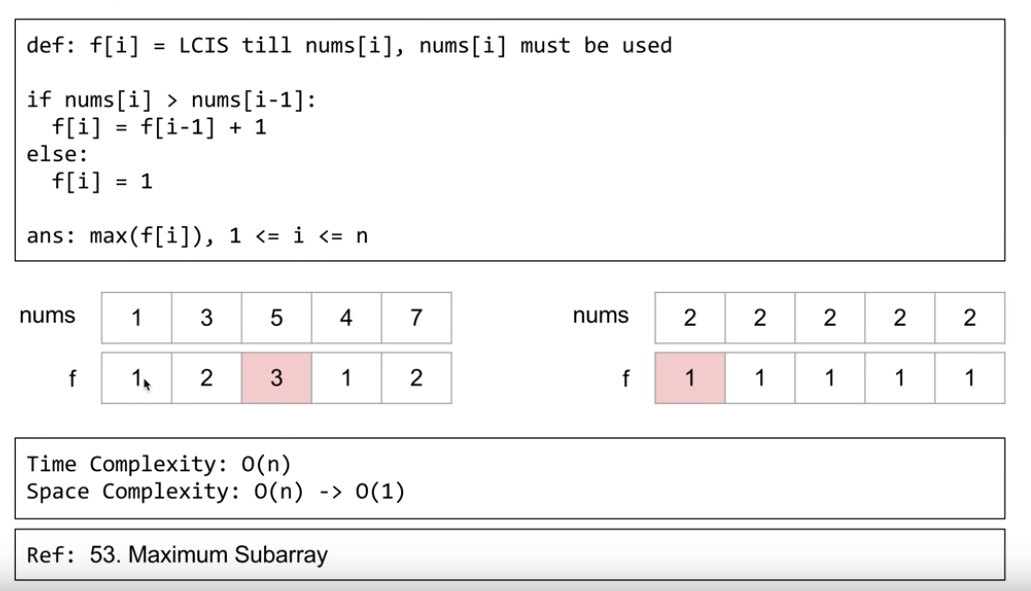 def: f[i] = LCIS till nums[i], nums[i] must be used
if nums[i] > nums[i-1]:
  f[i] = f[i-1] + 1
else:
  f[i] = 1
ans: max(f[i]), 1 <= i <= n
nums 1 3 5 4 7
f 1 2 3 1 2
nums 2 2 2 2 2
f 1 1 1 1 1
Time Complexity: O(n)
Space Complexity: O(n) -> O(1)
Ref: 53. Maximum Subarray